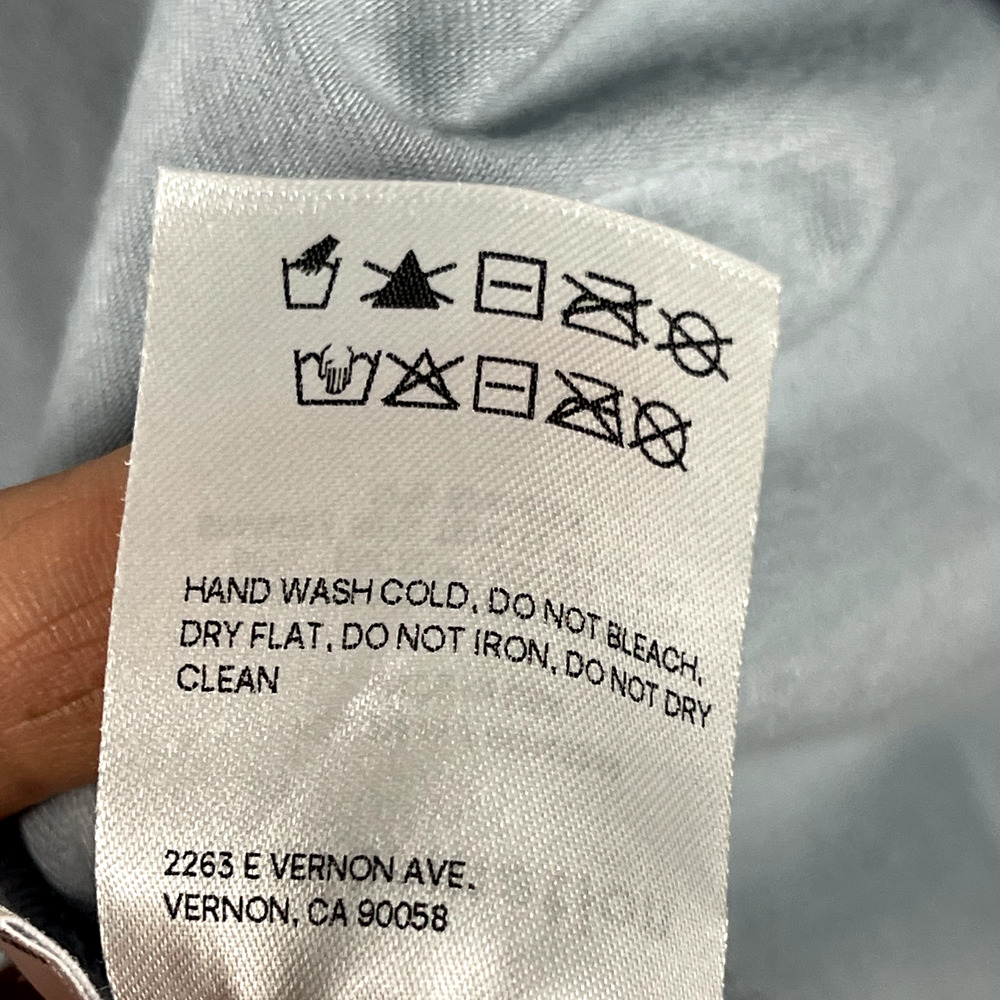 HAND WASH COLD, DO NOT BLEACH,
DRY FLAT, DO NOT IRON, DO NOT DRY
CLEAN
2263 E VERNON AVE.
VERNON, CA 90058